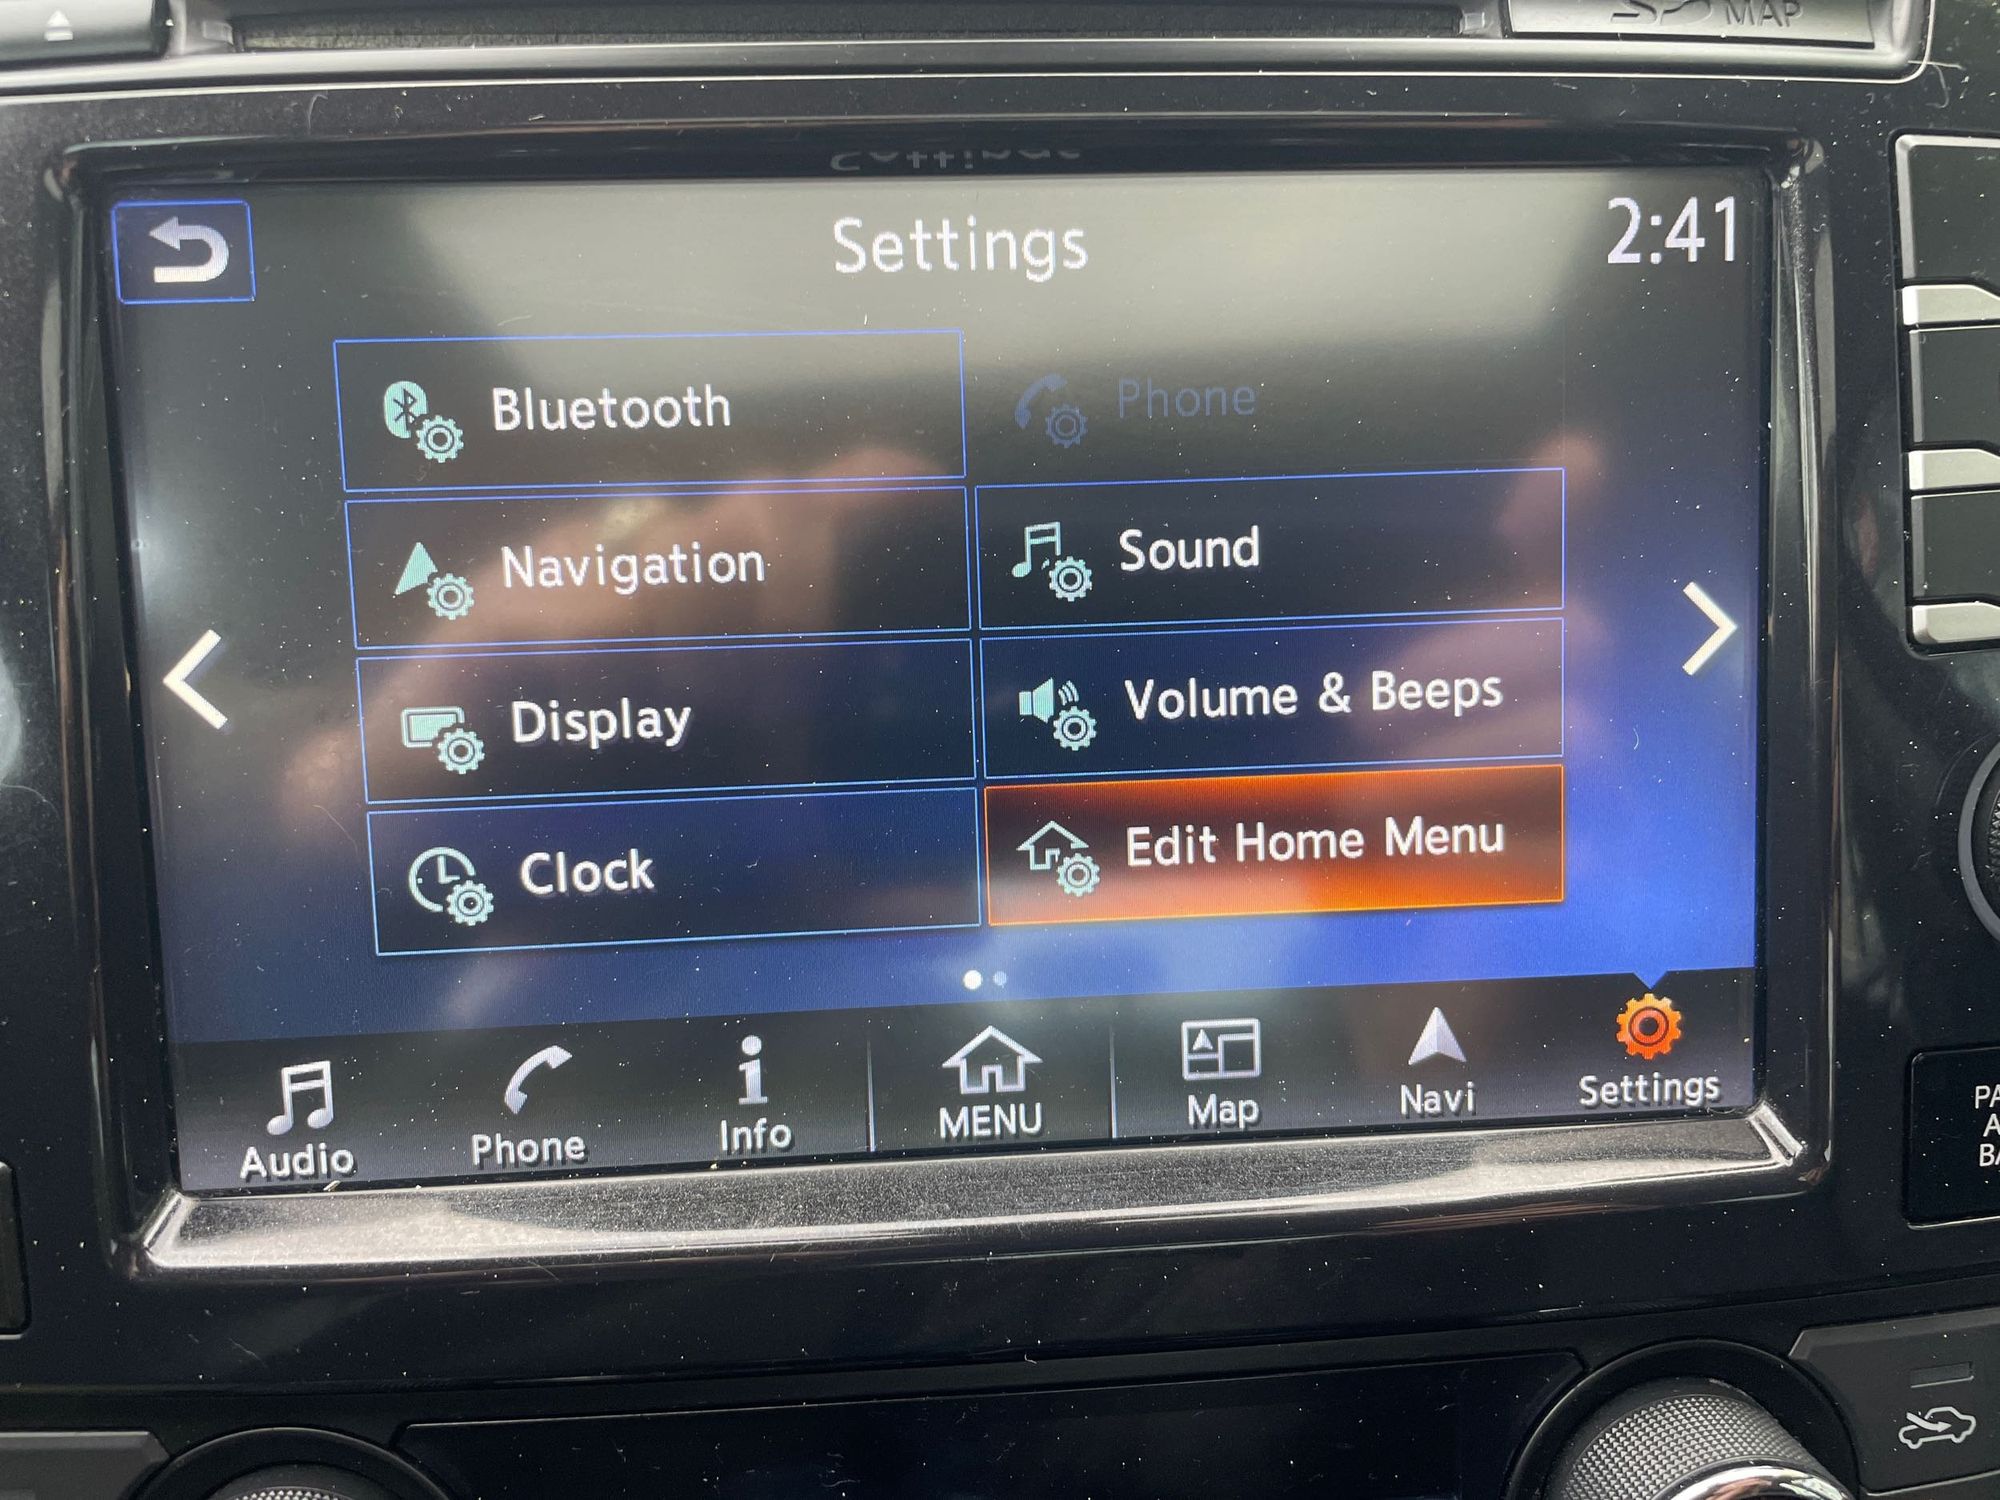 MAP
Settings
2:41
Bluetooth
Phone
Navigation
Sound
Display
Volume & Beeps
Clock
Edit Home Menu
Audio
Phone
Info
MENU
Map
Navi
Settings